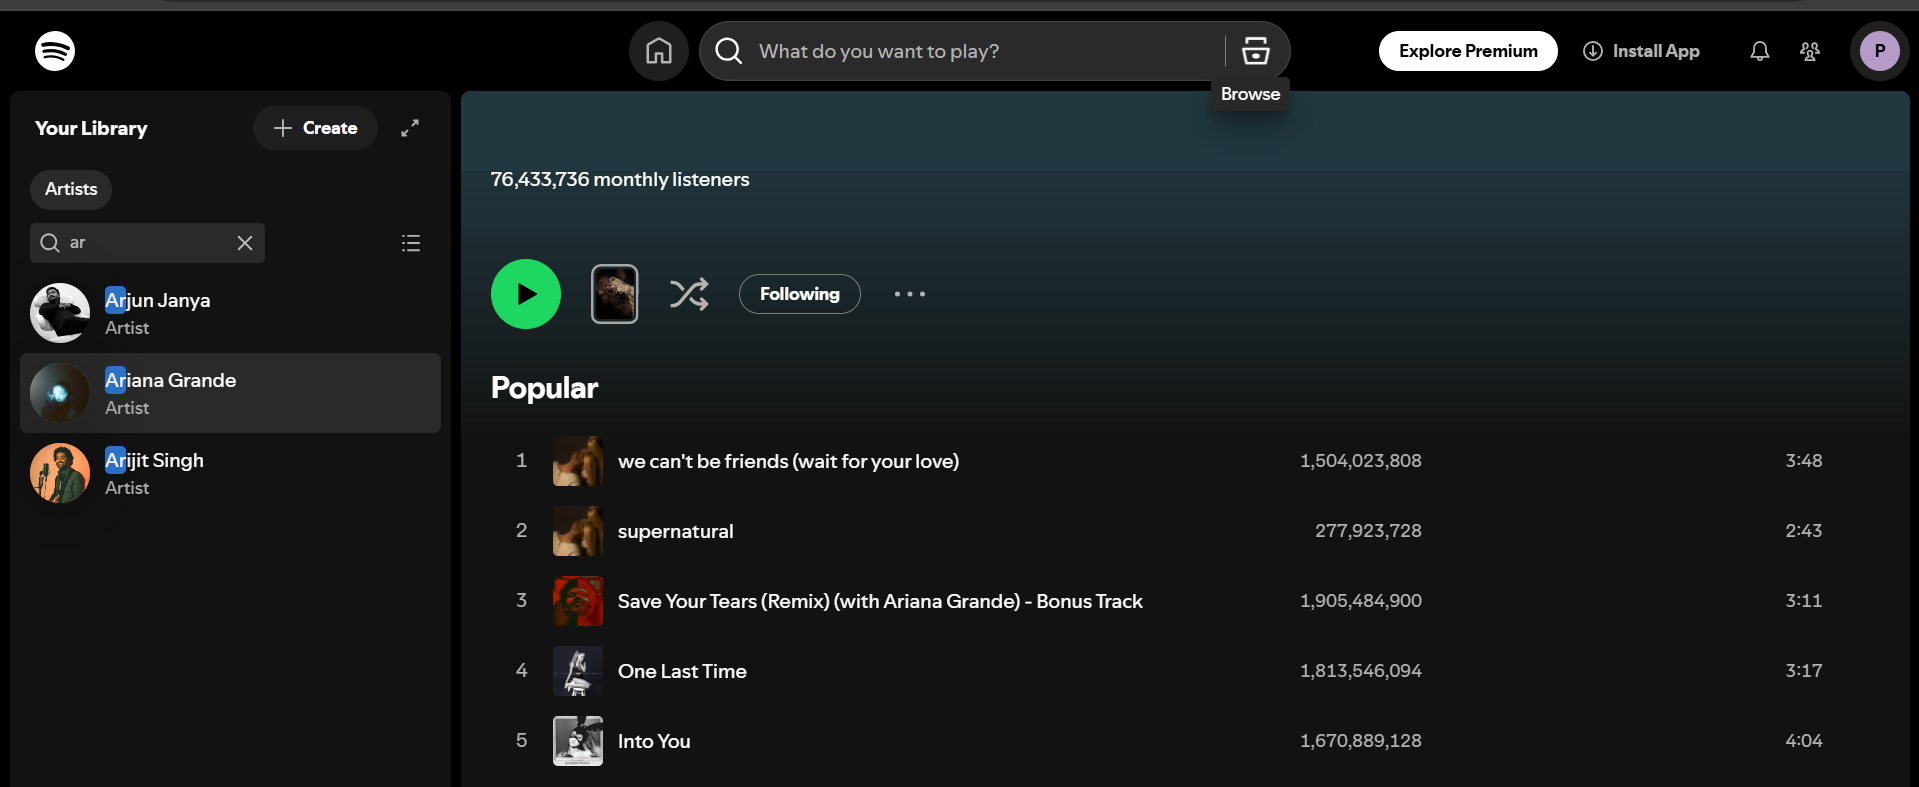 What do you want to play?
Explore Premium
Install App
P
Browse
Your Library
Create
Artists
ar
Arjun Janya
Artist
Ariana Grande
Artist
Arijit Singh
Artist
76,433,736 monthly listeners
Following
Popular
1 we can't be friends (wait for your love) 1,504,023,808 3:48
2 supernatural 277,923,728 2:43
3 Save Your Tears (Remix) (with Ariana Grande) - Bonus Track 1,905,484,900 3:11
4 One Last Time 1,813,546,094 3:17
5 Into You 1,670,889,128 4:04